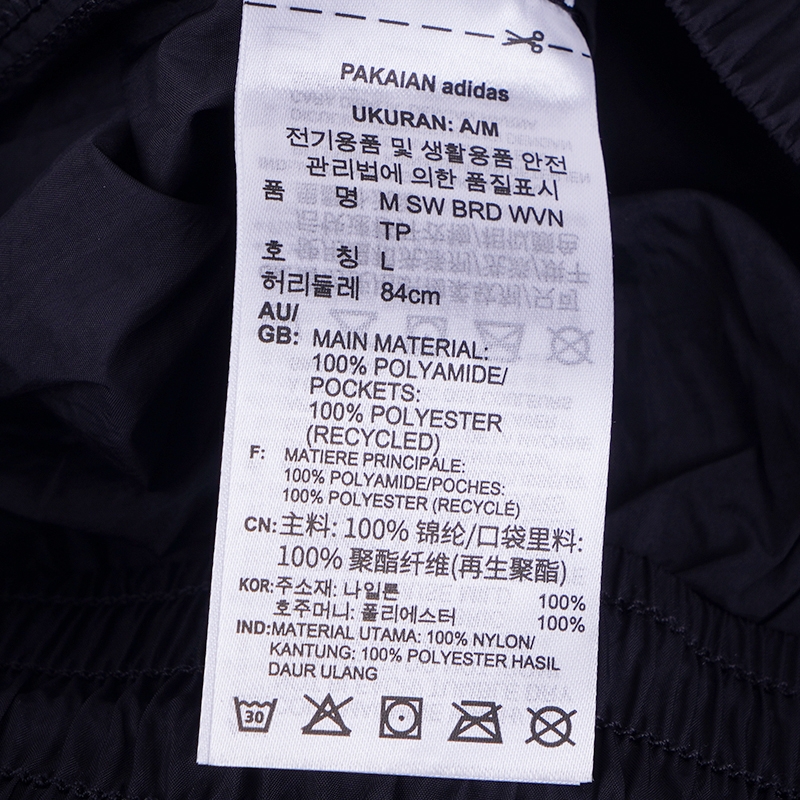 PAKAIAN adidas
UKURAN: A/M
전기용품 및 생활용품 안전
관리법에 의한 품질표시
품 명 M SW BRD WVN
TP
호 칭 L
허리둘레 84cm
AU/
GB: MAIN MATERIAL:
100% POLYAMIDE/
POCKETS:
100% POLYESTER
(RECYCLED)
F: MATIERE PRINCIPALE:
100% POLYAMIDE/POCHES:
100% POLYESTER (RECYCLÉ)
CN:主料: 100% 锦纶/口袋里料:
100% 聚酯纤维(再生聚酯)
KOR:주소재: 나일론 100%
호주머니: 폴리에스터 100%
IND:MATERIAL UTAMA: 100% NYLON/
KANTUNG: 100% POLYESTER HASIL
DAUR ULANG
30